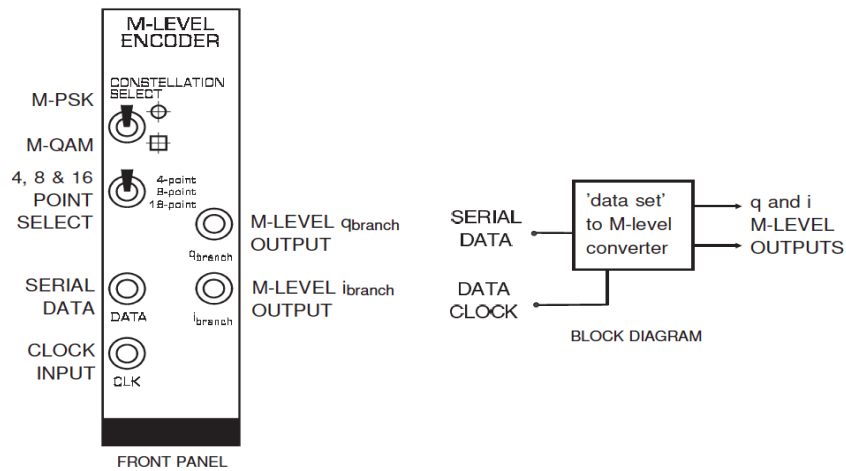 M-LEVEL
ENCODER
CONSTELLATION
SELECT
M-PSK
M-QAM
4, 8 & 16
POINT
SELECT
4-point
8-point
16-point
M-LEVEL qbranch
OUTPUT
qbranch
SERIAL
DATA
DATA
M-LEVEL ibranch
OUTPUT
ibranch
CLOCK
INPUT
CLK
FRONT PANEL
SERIAL
DATA
DATA
CLOCK
'data set'
to M-level
converter
q and i
M-LEVEL
OUTPUTS
BLOCK DIAGRAM